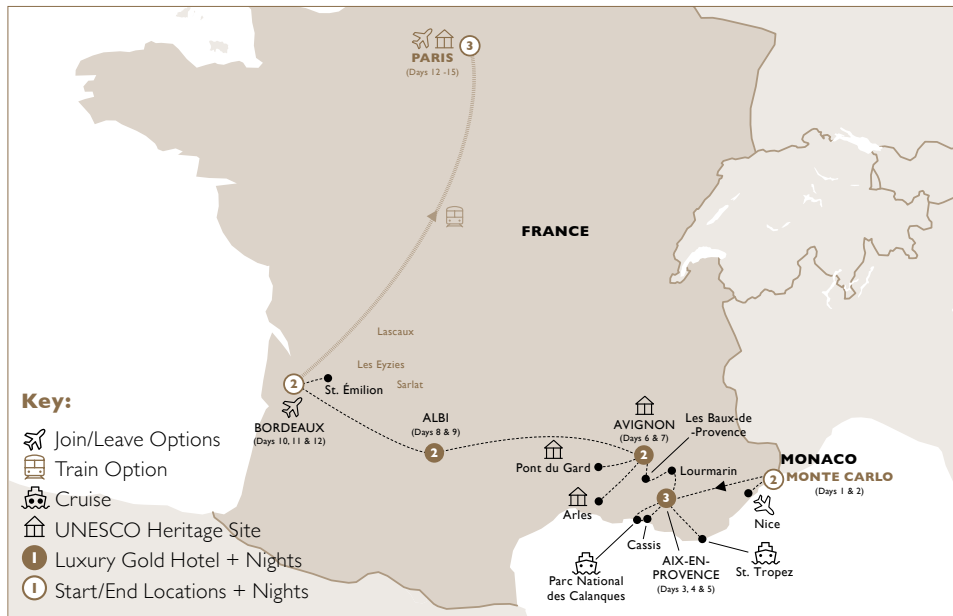 3
PARIS
(Days 12 -15)
FRANCE
Lascaux
Les Eyzies
Sarlat
2
St. Émilion
BORDEAUX
(Days 10, 11 & 12)
ALBI
(Days 8 & 9)
2
AVIGNON
(Days 6 & 7)
2
Les Baux-de
-Provence
Pont du Gard
Lourmarin
MONACO
2
MONTE CARLO
(Days 1 & 2)
Arles
3
Nice
Cassis
AIX-EN-
PROVENCE
(Days 3, 4 & 5)
St. Tropez
Parc National
des Calanques
Key:
Join/Leave Options
Train Option
Cruise
UNESCO Heritage Site
1 Luxury Gold Hotel + Nights
1 Start/End Locations + Nights